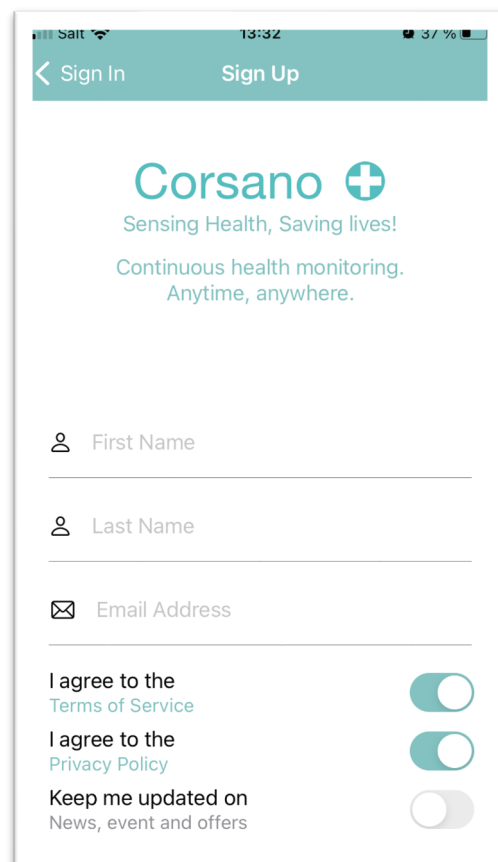 Salt 13:32 37 %
Sign In Sign Up
Corsano
Sensing Health, Saving lives!
Continuous health monitoring.
Anytime, anywhere.
First Name
Last Name
Email Address
I agree to the
Terms of Service
I agree to the
Privacy Policy
Keep me updated on
News, event and offers